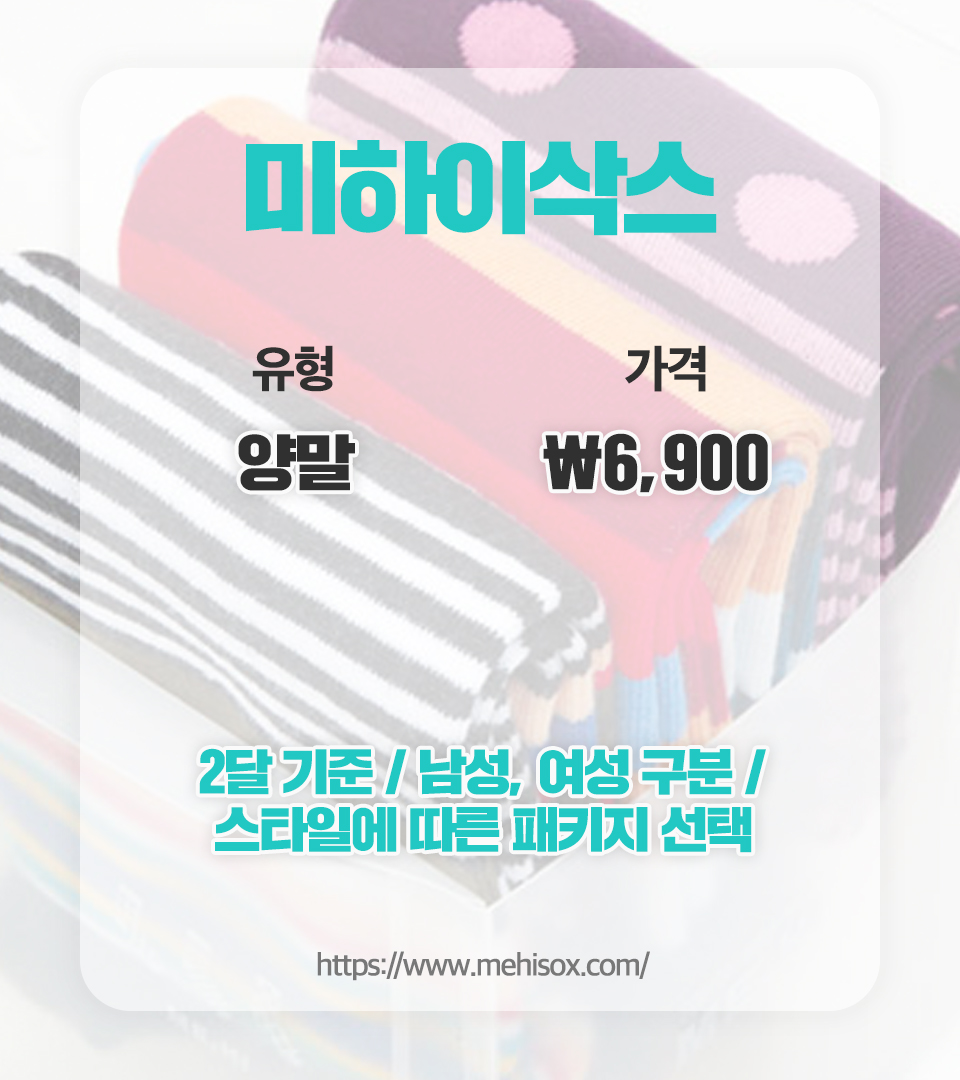 미하이삭스
유형 가격
양말 ₩6,900
2달 기준 / 남성, 여성 구분 /
스타일에 따른 패키지 선택
https://www.mehisox.com/